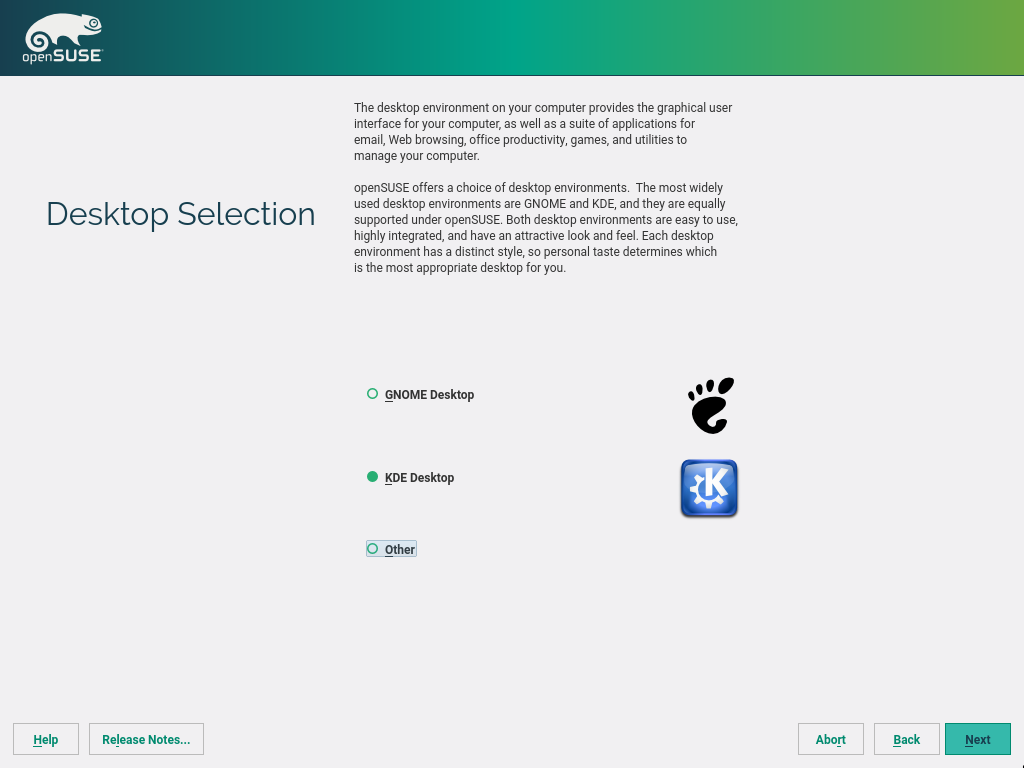 openSUSE
The desktop environment on your computer provides the graphical user
interface for your computer, as well as a suite of applications for
email, Web browsing, office productivity, games, and utilities to
manage your computer.
openSUSE offers a choice of desktop environments.  The most widely
used desktop environments are GNOME and KDE, and they are equally
supported under openSUSE. Both desktop environments are easy to use,
highly integrated, and have an attractive look and feel. Each desktop
environment has a distinct style, so personal taste determines which
is the most appropriate desktop for you.
Desktop Selection
GNOME Desktop
KDE Desktop
Other
Help
Release Notes...
Abort
Back
Next